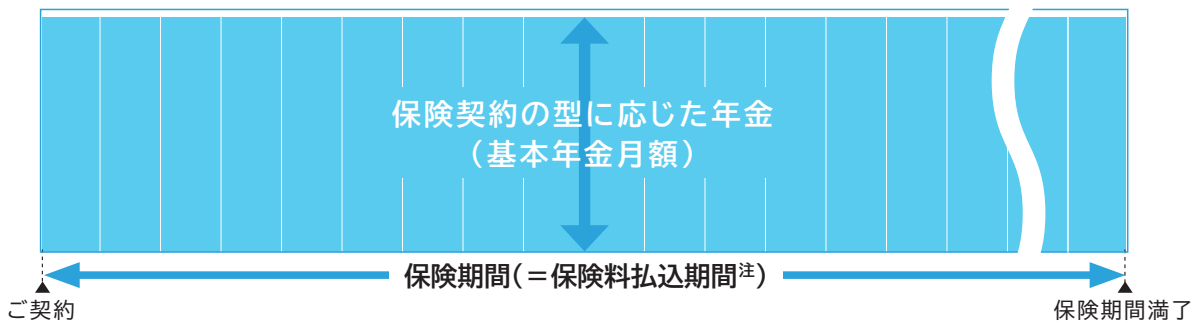 保険契約の型に応じた年金
（基本年金月額）
保険期間（＝保険料払込期間注）
ご契約
保険期間満了